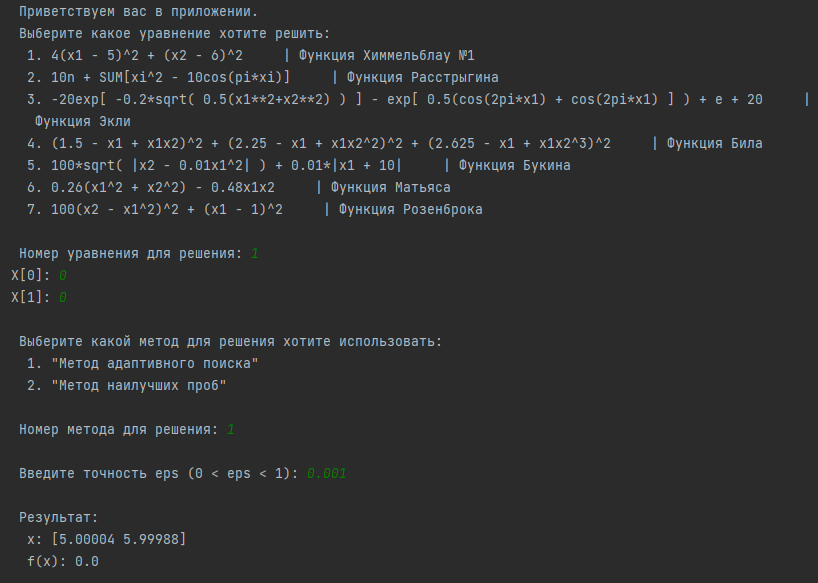 Приветствуем вас в приложении.
Выберите какое уравнение хотите решить:
1. 4(x1 - 5)^2 + (x2 - 6)^2     | Функция Химмельблау №1
2. 10n + SUM[xi^2 - 10cos(pi*xi)]     | Функция Расстрыгина
3. -20exp[ -0.2*sqrt( 0.5(x1**2+x2**2) ) ] - exp[ 0.5(cos(2pi*x1) + cos(2pi*x1) ] ) + e + 20     |
Функция Экли
4. (1.5 - x1 + x1x2)^2 + (2.25 - x1 + x1x2^2)^2 + (2.625 - x1 + x1x2^3)^2     | Функция Била
5. 100*sqrt( |x2 - 0.01x1^2| ) + 0.01*|x1 + 10|     | Функция Букина
6. 0.26(x1^2 + x2^2) - 0.48x1x2     | Функция Матьяса
7. 100(x2 - x1^2)^2 + (x1 - 1)^2     | Функция Розенброка
Номер уравнения для решения: 1
X[0]: 0
X[1]: 0
Выберите какой метод для решения хотите использовать:
1. "Метод адаптивного поиска"
2. "Метод наилучших проб"
Номер метода для решения: 1
Введите точность eps (0 < eps < 1): 0.001
Результат:
x: [5.00004 5.99988]
f(x): 0.0